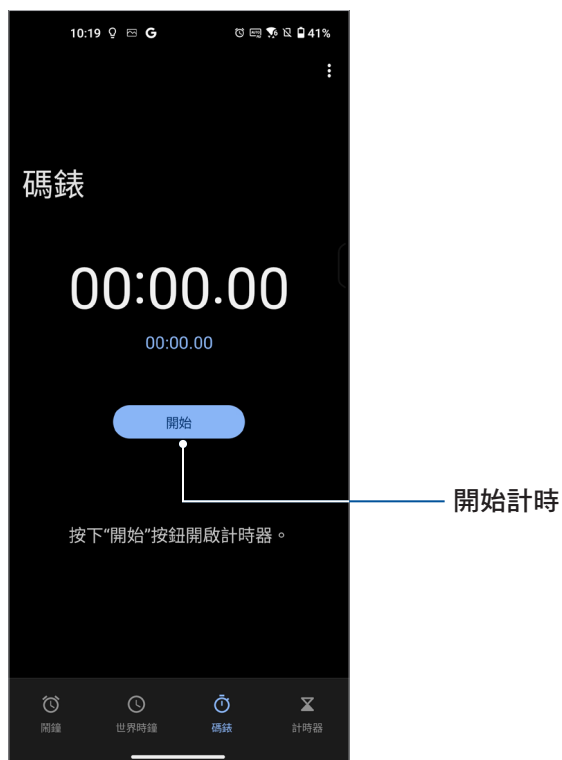 10:19 G 41%
碼錶
00:00.00
00:00.00
開始
開始計時
按下“開始”按鈕開啟計時器。
鬧鐘 世界時鐘 碼錶 計時器